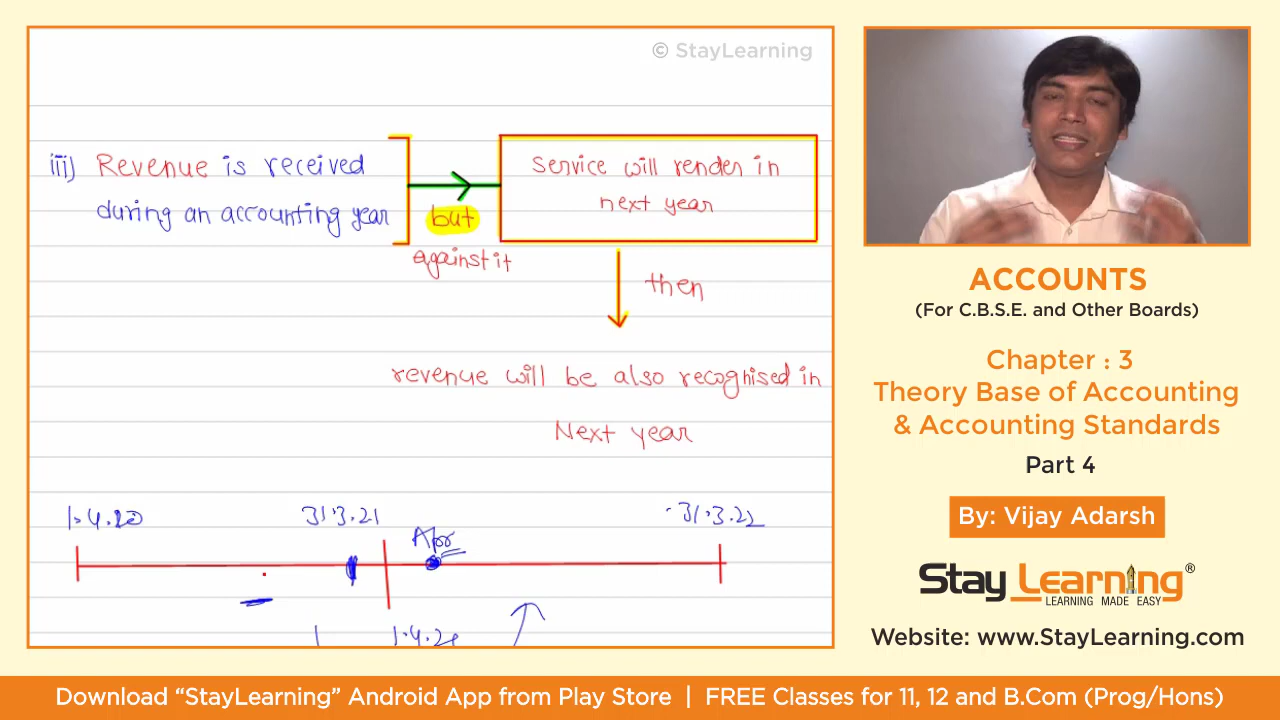 © StayLearning
iii) Revenue is received
during an accounting year
but
against it
Service will render in
next year
then
revenue will be also recognised in
Next year
1.4.20
31.3.21
Apr
31.3.22
ACCOUNTS
(For C.B.S.E. and Other Boards)
Chapter : 3
Theory Base of Accounting
& Accounting Standards
Part 4
By: Vijay Adarsh
Stay Learning®
LEARNING MADE EASY
Website: www.StayLearning.com
Download “StayLearning” Android App from Play Store | FREE Classes for 11, 12 and B.Com (Prog/Hons)